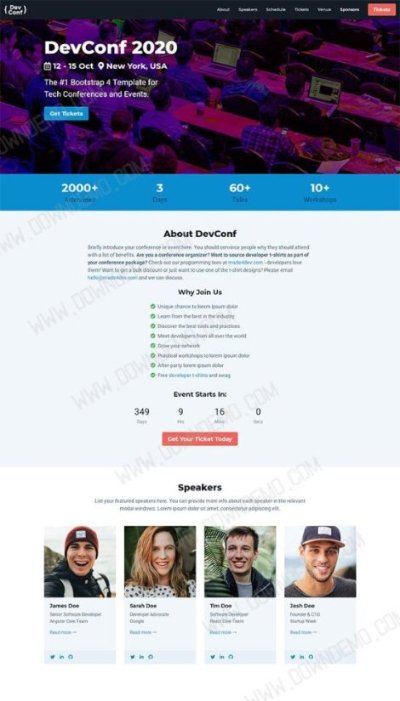 { Dev
Conf }
About Speakers Schedule Tickets Venue Sponsors Tickets
DevConf 2020
12 - 15 Oct New York, USA
The #1 Bootstrap 4 Template for
Tech Conferences and Events.
Get Tickets
2000+ 3 60+ 10+
Attendees Days Talks Workshops
About DevConf
Briefly introduce your conference or event here. You should convince people why they should attend
with a list of benefits. Are you a conference organizer? Want to source developer t-shirts as part of
your conference package? Check out our programming tees at made4dev.com - developers love
them! Want to get a bulk discount or just want to use one of the t-shirt designs? Please email
hello@made4dev.com and we can discuss.
Why Join Us
Unique chance to lorem ipsum dolor
Learn from the best in the industry
Discover the best tools and practices
Meet developers from all over the world
Grow your network
Practical workshops to lorem ipsum dolor
After-party lorem ipsum dolor
Free developer t-shirts and swag
Event Starts In:
349 9 16 0
Days Hrs Mins Secs
Get Your Ticket Today
Speakers
List your featured speakers here. You can provide more info about each speaker in the relevant
modal windows. Lorem ipsum dolor sit amet, consectetur adipiscing elit.
James Doe Sarah Doe Tim Doe Josh Doe
Senior Software Developer Developer Advocate Software Developer Founder & CTO
Angular Core Team Google React Core Team Startup Week
Read more → Read more → Read more → Read more →
WWW.DOWNDEMO.COM